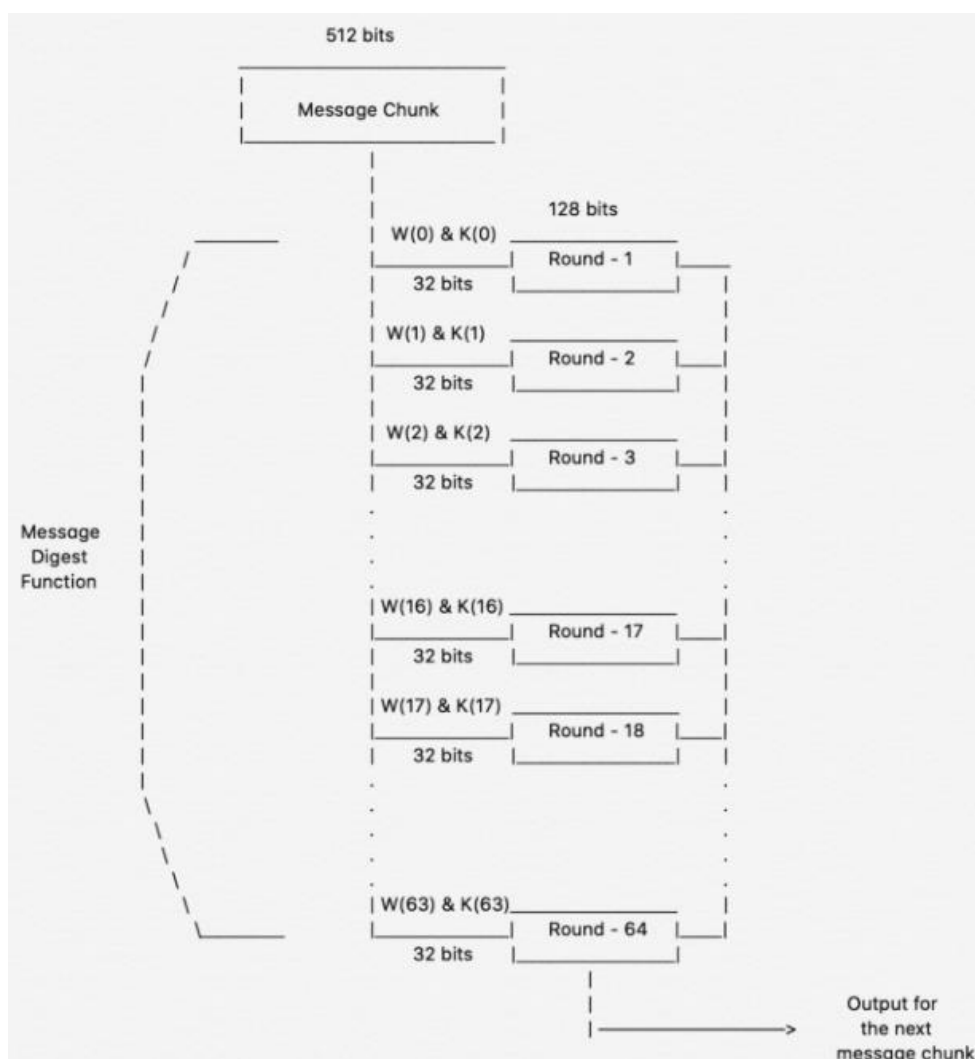 512 bits
Message Chunk
128 bits
W(0) & K(0)
Round - 1
32 bits
W(1) & K(1)
Round - 2
32 bits
W(2) & K(2)
Round - 3
32 bits
Message
Digest
Function
W(16) & K(16)
Round - 17
32 bits
W(17) & K(17)
Round - 18
32 bits
W(63) & K(63)
Round - 64
32 bits
Output for
the next
message chunk